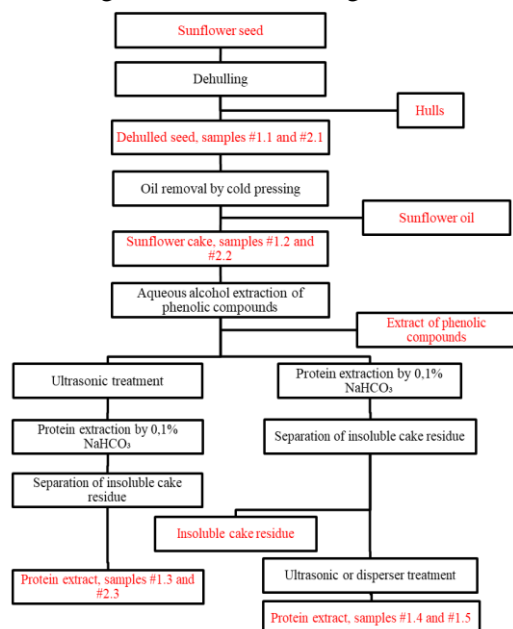 Sunflower seed
Dehulling
Hulls
Dehulled seed, samples #1.1 and #2.1
Oil removal by cold pressing
Sunflower oil
Sunflower cake, samples #1.2 and
#2.2
Aqueous alcohol extraction of
phenolic compounds
Extract of phenolic
compounds
Ultrasonic treatment
Protein extraction by 0,1%
NaHCO₃
Protein extraction by 0,1%
NaHCO₃
Separation of insoluble cake residue
Separation of insoluble cake
residue
Insoluble cake residue
Ultrasonic or disperser treatment
Protein extract, samples #1.3 and
#2.3
Protein extract, samples #1.4 and #1.5